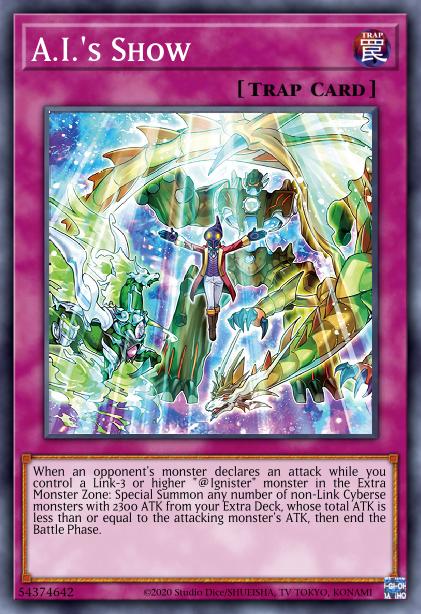 A.I.'s Show
TRAP
罠
[TRAP CARD]
When an opponent's monster declares an attack while you
control a Link-3 or higher "@Ignister" monster in the Extra
Monster Zone: Special Summon any number of non-Link Cyberse
monsters with 2300 ATK from your Extra Deck, whose total ATK is
less than or equal to the attacking monster's ATK, then end the
Battle Phase.
54374642
©2020 Studio Dice/SHUEISHA, TV TOKYO, KONAMI